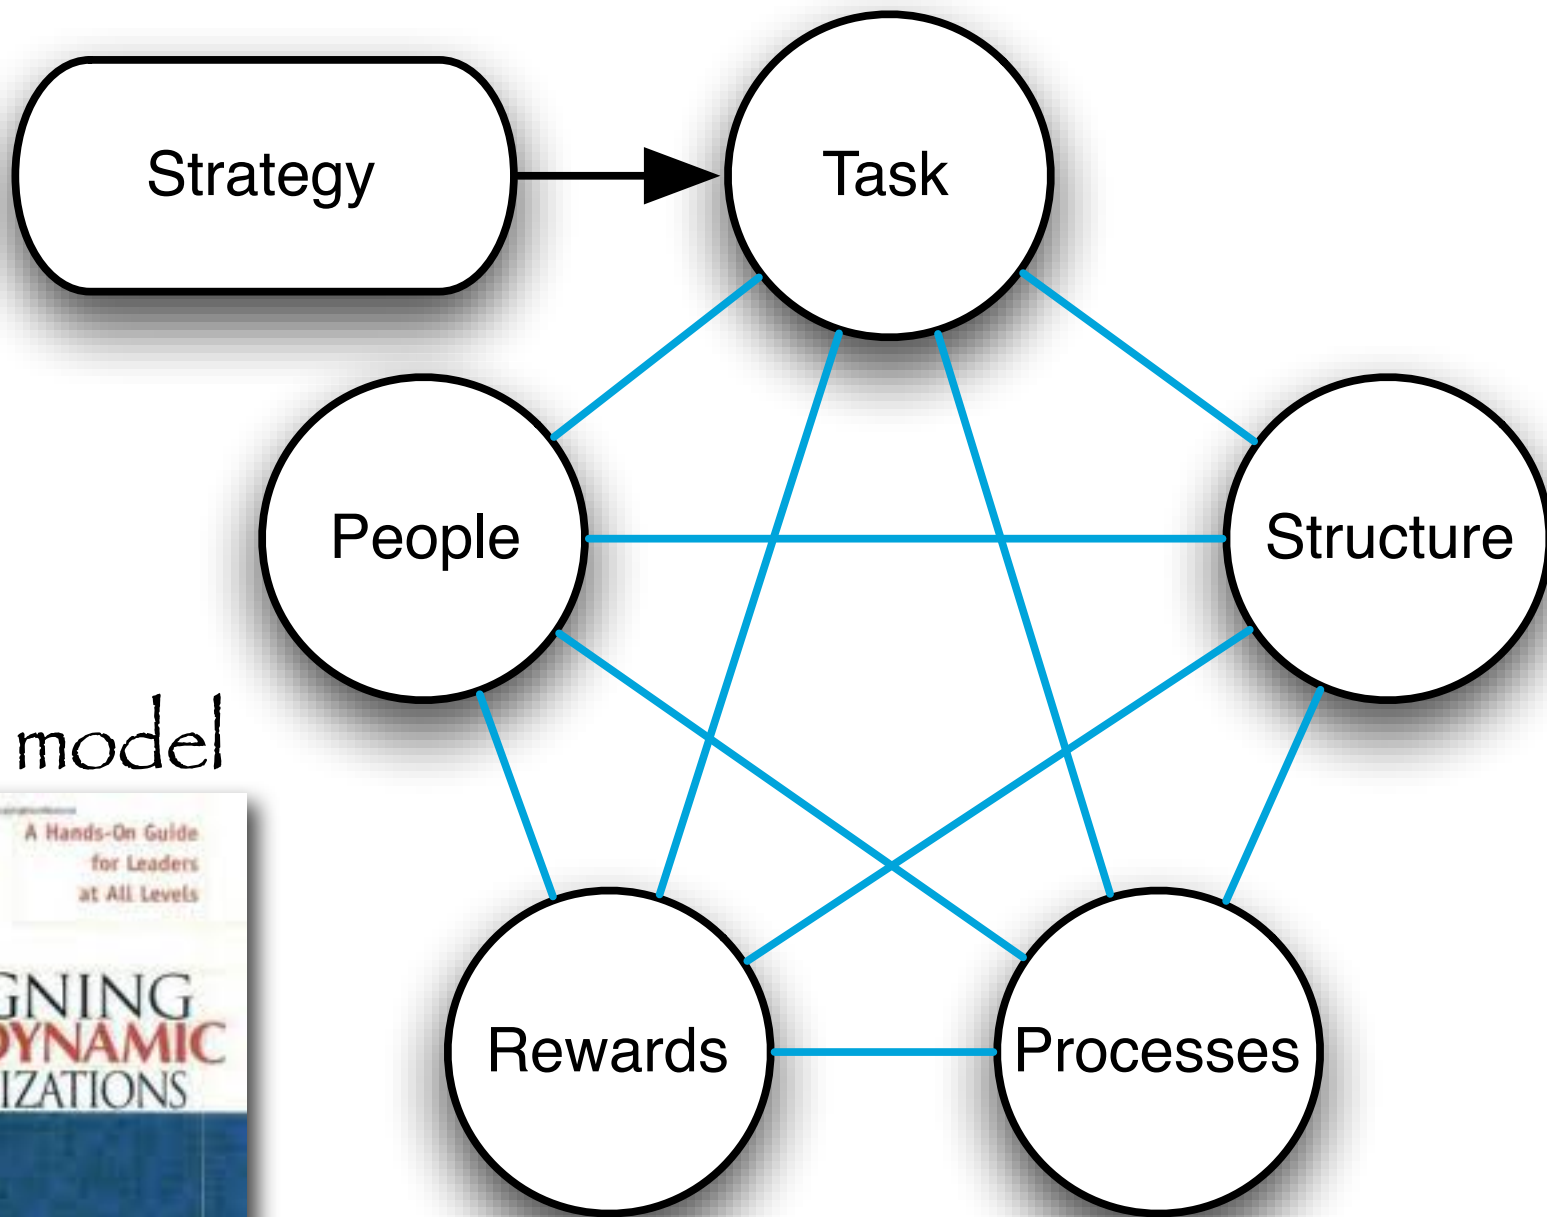 Strategy
Task
People
Structure
model
A Hands-On Guide
for Leaders
at All Levels
GNING
DYNAMIC
IZATIONS
Rewards
Processes